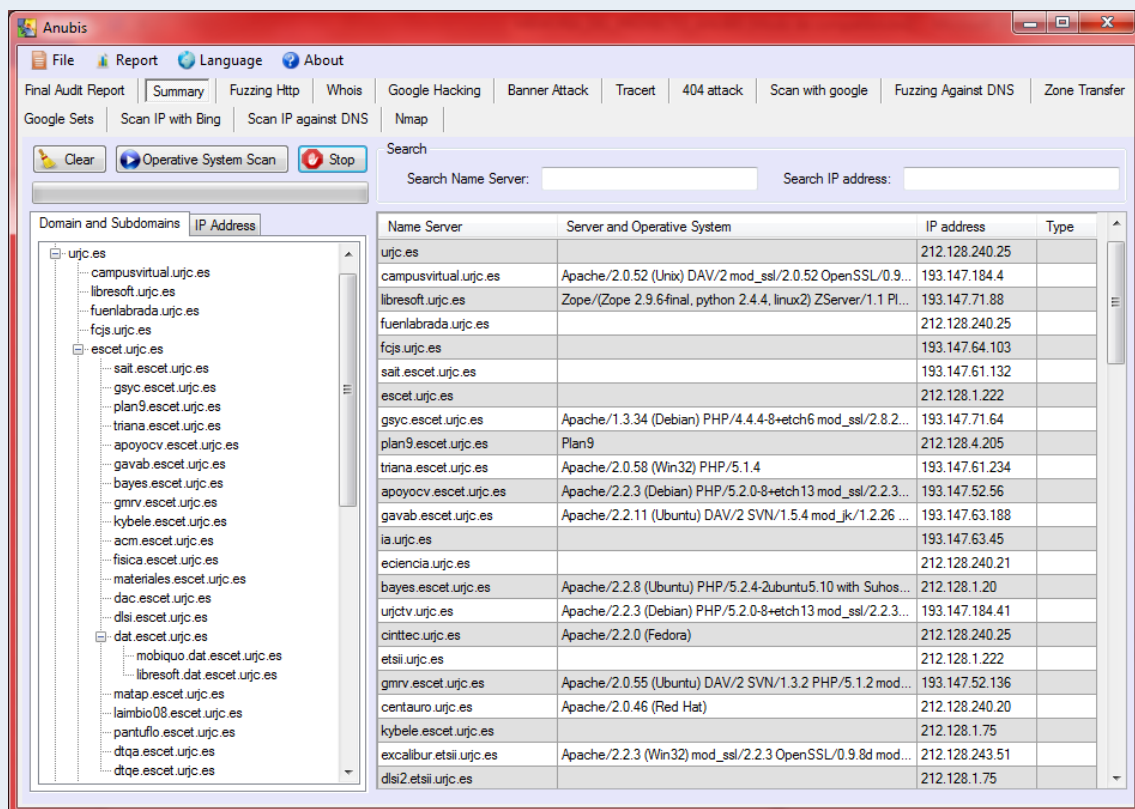 Anubis
File Report Language About
Final Audit Report Summary Fuzzing Http Whois Google Hacking Banner Attack Tracert 404 attack Scan with google Fuzzing Against DNS Zone Transfer
Google Sets Scan IP with Bing Scan IP against DNS Nmap
Clear Operative System Scan Stop
Search
Search Name Server: Search IP address:
Domain and Subdomains IP Address
urjc.es
campusvirtual.urjc.es
libresoft.urjc.es
fuenlabrada.urjc.es
fcjs.urjc.es
escet.urjc.es
sait.escet.urjc.es
gsyc.escet.urjc.es
plan9.escet.urjc.es
triana.escet.urjc.es
apoyocv.escet.urjc.es
gavab.escet.urjc.es
bayes.escet.urjc.es
gmrv.escet.urjc.es
kybele.escet.urjc.es
acm.escet.urjc.es
fisica.escet.urjc.es
materiales.escet.urjc.es
dac.escet.urjc.es
dlsi.escet.urjc.es
dat.escet.urjc.es
mobiquo.dat.escet.urjc.es
libresoft.dat.escet.urjc.es
matap.escet.urjc.es
laimbio08.escet.urjc.es
pantuflo.escet.urjc.es
dtqa.escet.urjc.es
dtqe.escet.urjc.es
Name Server Server and Operative System IP address Type
urjc.es 212.128.240.25
campusvirtual.urjc.es Apache/2.0.52 (Unix) DAV/2 mod_ssl/2.0.52 OpenSSL/0.9... 193.147.184.4
libresoft.urjc.es Zope/(Zope 2.9.6-final, python 2.4.4, linux2) ZServer/1.1 Pl... 193.147.71.88
fuenlabrada.urjc.es 212.128.240.25
fcjs.urjc.es 193.147.64.103
sait.escet.urjc.es 193.147.61.132
escet.urjc.es 212.128.1.222
gsyc.escet.urjc.es Apache/1.3.34 (Debian) PHP/4.4.4-8+etch6 mod_ssl/2.8.2... 193.147.71.64
plan9.escet.urjc.es Plan9 212.128.4.205
triana.escet.urjc.es Apache/2.0.58 (Win32) PHP/5.1.4 193.147.61.234
apoyocv.escet.urjc.es Apache/2.2.3 (Debian) PHP/5.2.0-8+etch13 mod_ssl/2.2.3... 193.147.52.56
gavab.escet.urjc.es Apache/2.2.11 (Ubuntu) DAV/2 SVN/1.5.4 mod_jk/1.2.26 ... 193.147.63.188
ia.urjc.es 193.147.63.45
eciencia.urjc.es 212.128.240.21
bayes.escet.urjc.es Apache/2.2.8 (Ubuntu) PHP/5.2.4-2ubuntu5.10 with Suhos... 212.128.1.20
urjctv.urjc.es Apache/2.2.3 (Debian) PHP/5.2.0-8+etch13 mod_ssl/2.2.3... 193.147.184.41
cinttec.urjc.es Apache/2.2.0 (Fedora) 212.128.240.25
etsii.urjc.es 212.128.1.222
gmrv.escet.urjc.es Apache/2.0.55 (Ubuntu) DAV/2 SVN/1.3.2 PHP/5.1.2 mod... 193.147.52.136
centauro.urjc.es Apache/2.0.46 (Red Hat) 212.128.240.20
kybele.escet.urjc.es 212.128.1.75
excalibur.etsii.urjc.es Apache/2.2.3 (Win32) mod_ssl/2.2.3 OpenSSL/0.9.8d mod... 212.128.243.51
dlsi2.etsii.urjc.es 212.128.1.75